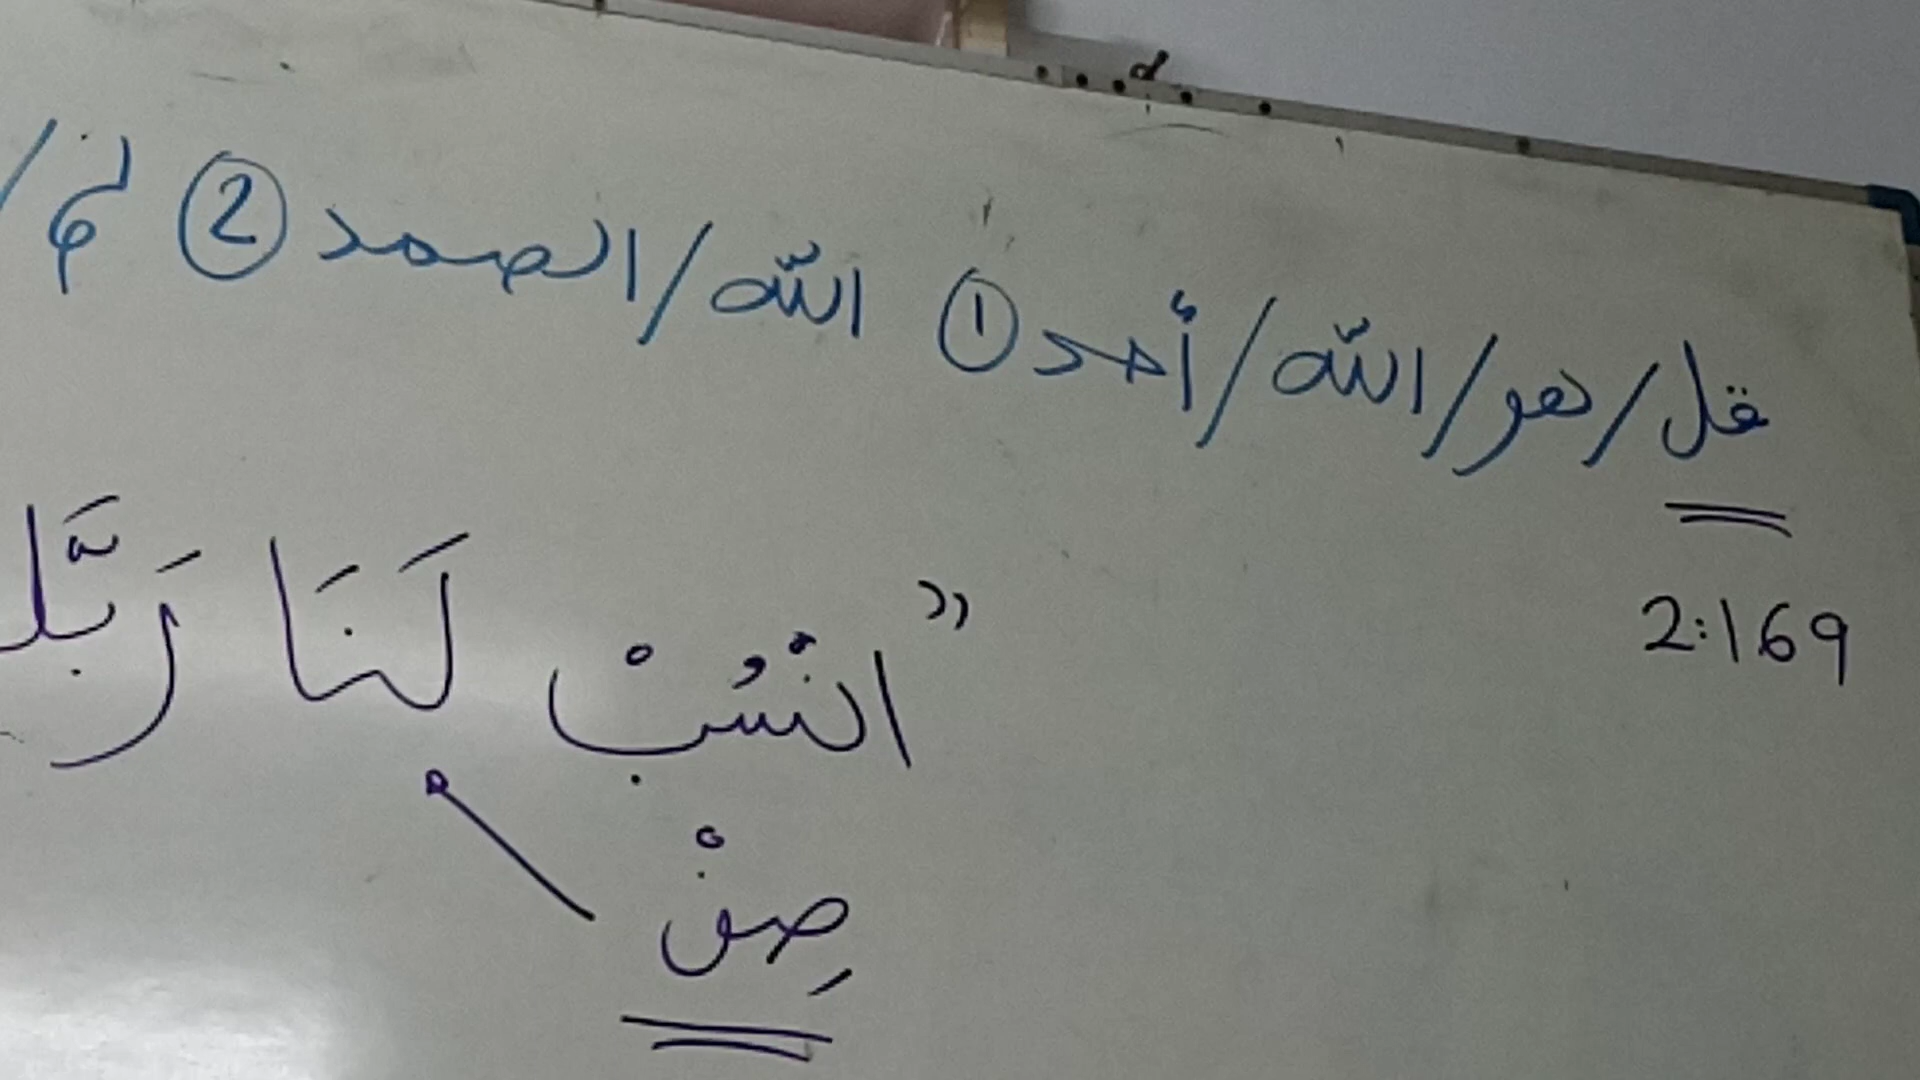 قل/هو/الله/أحد ① الله/الصمد ② لم/
2:169
"انْسُبْ لَنَا رَبَّكَ
صِفْ